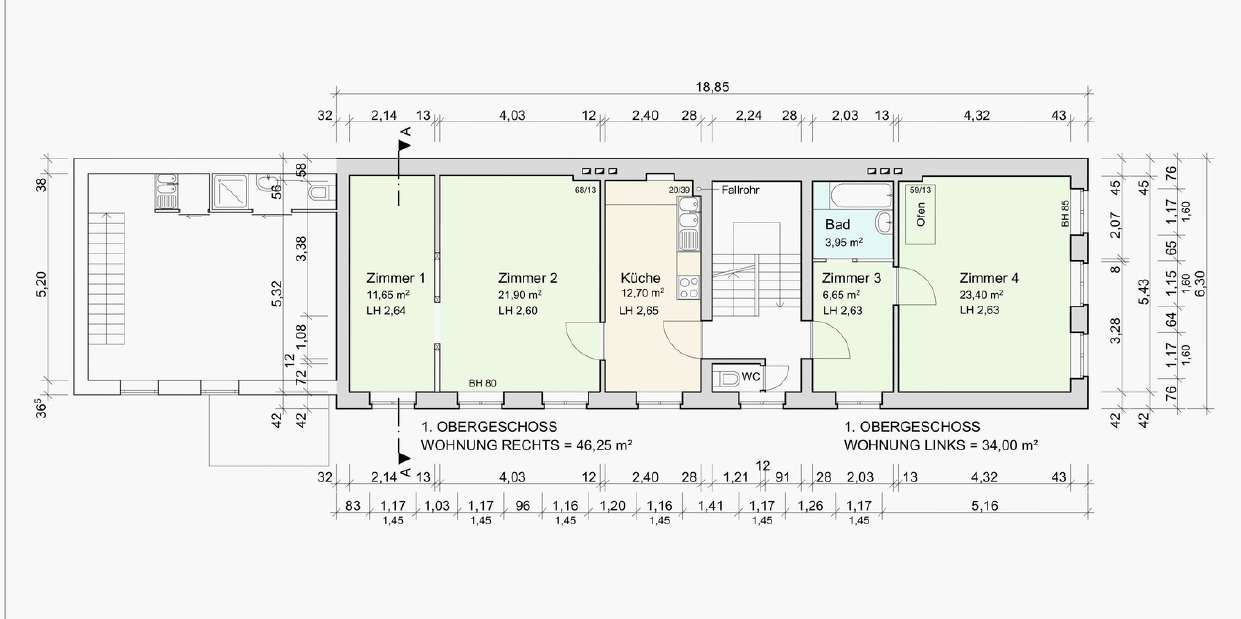 18,85
32 2,14 13 4,03 12 2,40 28 2,24 28 2,03 13 4,32 43
A
38
5,20
36⁵
58
56
3,38
5,32
1,08
12
72
42
42
68/13
20/39
Fallrohr
59/13
Ofen
BH 85
Bad
3,95 m²
Zimmer 1
11,65 m²
LH 2,64
Zimmer 2
21,90 m²
LH 2,60
Küche
12,70 m²
LH 2,65
Zimmer 3
6,65 m²
LH 2,63
Zimmer 4
23,40 m²
LH 2,63
BH 80
WC
45
2,07
8
3,28
42
45
5,43
42
76
1,17
1,60
65
1,15
1,60
64
1,17
1,60
76
6,30
1. OBERGESCHOSS
WOHNUNG RECHTS = 46,25 m²
1. OBERGESCHOSS
WOHNUNG LINKS = 34,00 m²
A
12
32 2,14 13 4,03 12 2,40 28 1,21 91 28 2,03 13 4,32 43
83 1,17 1,03 1,17 96 1,16 1,20 1,16 1,41 1,17 1,26 1,17 5,16
1,45 1,45 1,45 1,45 1,45 1,45